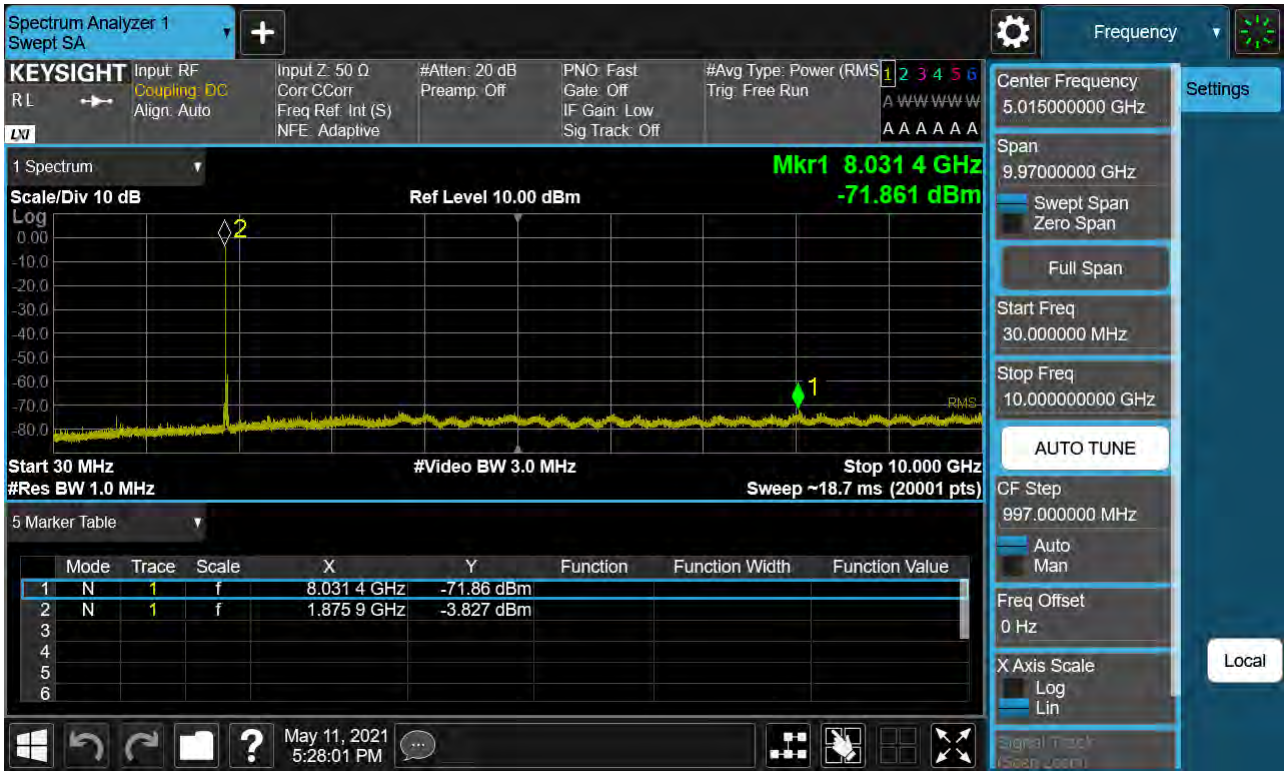 Spectrum Analyzer 1
Swept SA
Frequency
KEYSIGHT
RL
LXI
Input: RF
Coupling: DC
Align: Auto
Input Z: 50 Ω
Corr CCorr
Freq Ref: Int (S)
NFE: Adaptive
#Atten: 20 dB
Preamp: Off
PNO: Fast
Gate: Off
IF Gain: Low
Sig Track: Off
#Avg Type: Power (RMS
Trig: Free Run
1 2 3 4 5 6
A W W W W W
A A A A A A
1 Spectrum
Mkr1 8.031 4 GHz
Scale/Div 10 dB
Ref Level 10.00 dBm
-71.861 dBm
Log
0.00
-10.0
-20.0
-30.0
-40.0
-50.0
-60.0
-70.0
-80.0
2
1
RMS
Start 30 MHz
#Video BW 3.0 MHz
Stop 10.000 GHz
#Res BW 1.0 MHz
Sweep ~18.7 ms (20001 pts)
5 Marker Table
Mode Trace Scale X Y Function Function Width Function Value
1 N 1 f 8.031 4 GHz -71.86 dBm
2 N 1 f 1.875 9 GHz -3.827 dBm
3
4
5
6
May 11, 2021
5:28:01 PM
Center Frequency
5.015000000 GHz
Span
9.97000000 GHz
Swept Span
Zero Span
Full Span
Start Freq
30.000000 MHz
Stop Freq
10.000000000 GHz
AUTO TUNE
CF Step
997.000000 MHz
Auto
Man
Freq Offset
0 Hz
X Axis Scale
Log
Lin
Signal Track
(Span Zoom)
Settings
Local